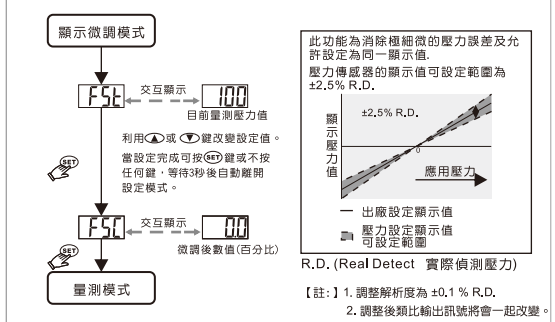 顯示微調模式
FSt
交互顯示
100
目前量測壓力值
利用▲或▼鍵改變設定值。
當設定完成可按SET鍵或不按
任何鍵,等待3秒後自動離開
設定模式。
SET
FSC
交互顯示
0.0
微調後數值(百分比)
SET
量測模式
此功能為消除極細微的壓力誤差及允
許設定為同一顯示值.
壓力傳感器的顯示值可設定範圍為
±2.5% R.D.
±2.5% R.D.
顯示壓力值
0
應用壓力
出廠設定顯示值
壓力設定顯示值
可設定範圍
R.D. (Real Detect 實際偵測壓力)
【註:】1. 調整解析度為 ±0.1 % R.D.
2. 調整後類比輸出訊號將會一起改變。